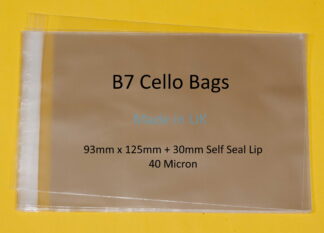 B7 Cello Bags
Made in UK
93mm x 125mm + 30mm Self Seal Lip
40 Micron